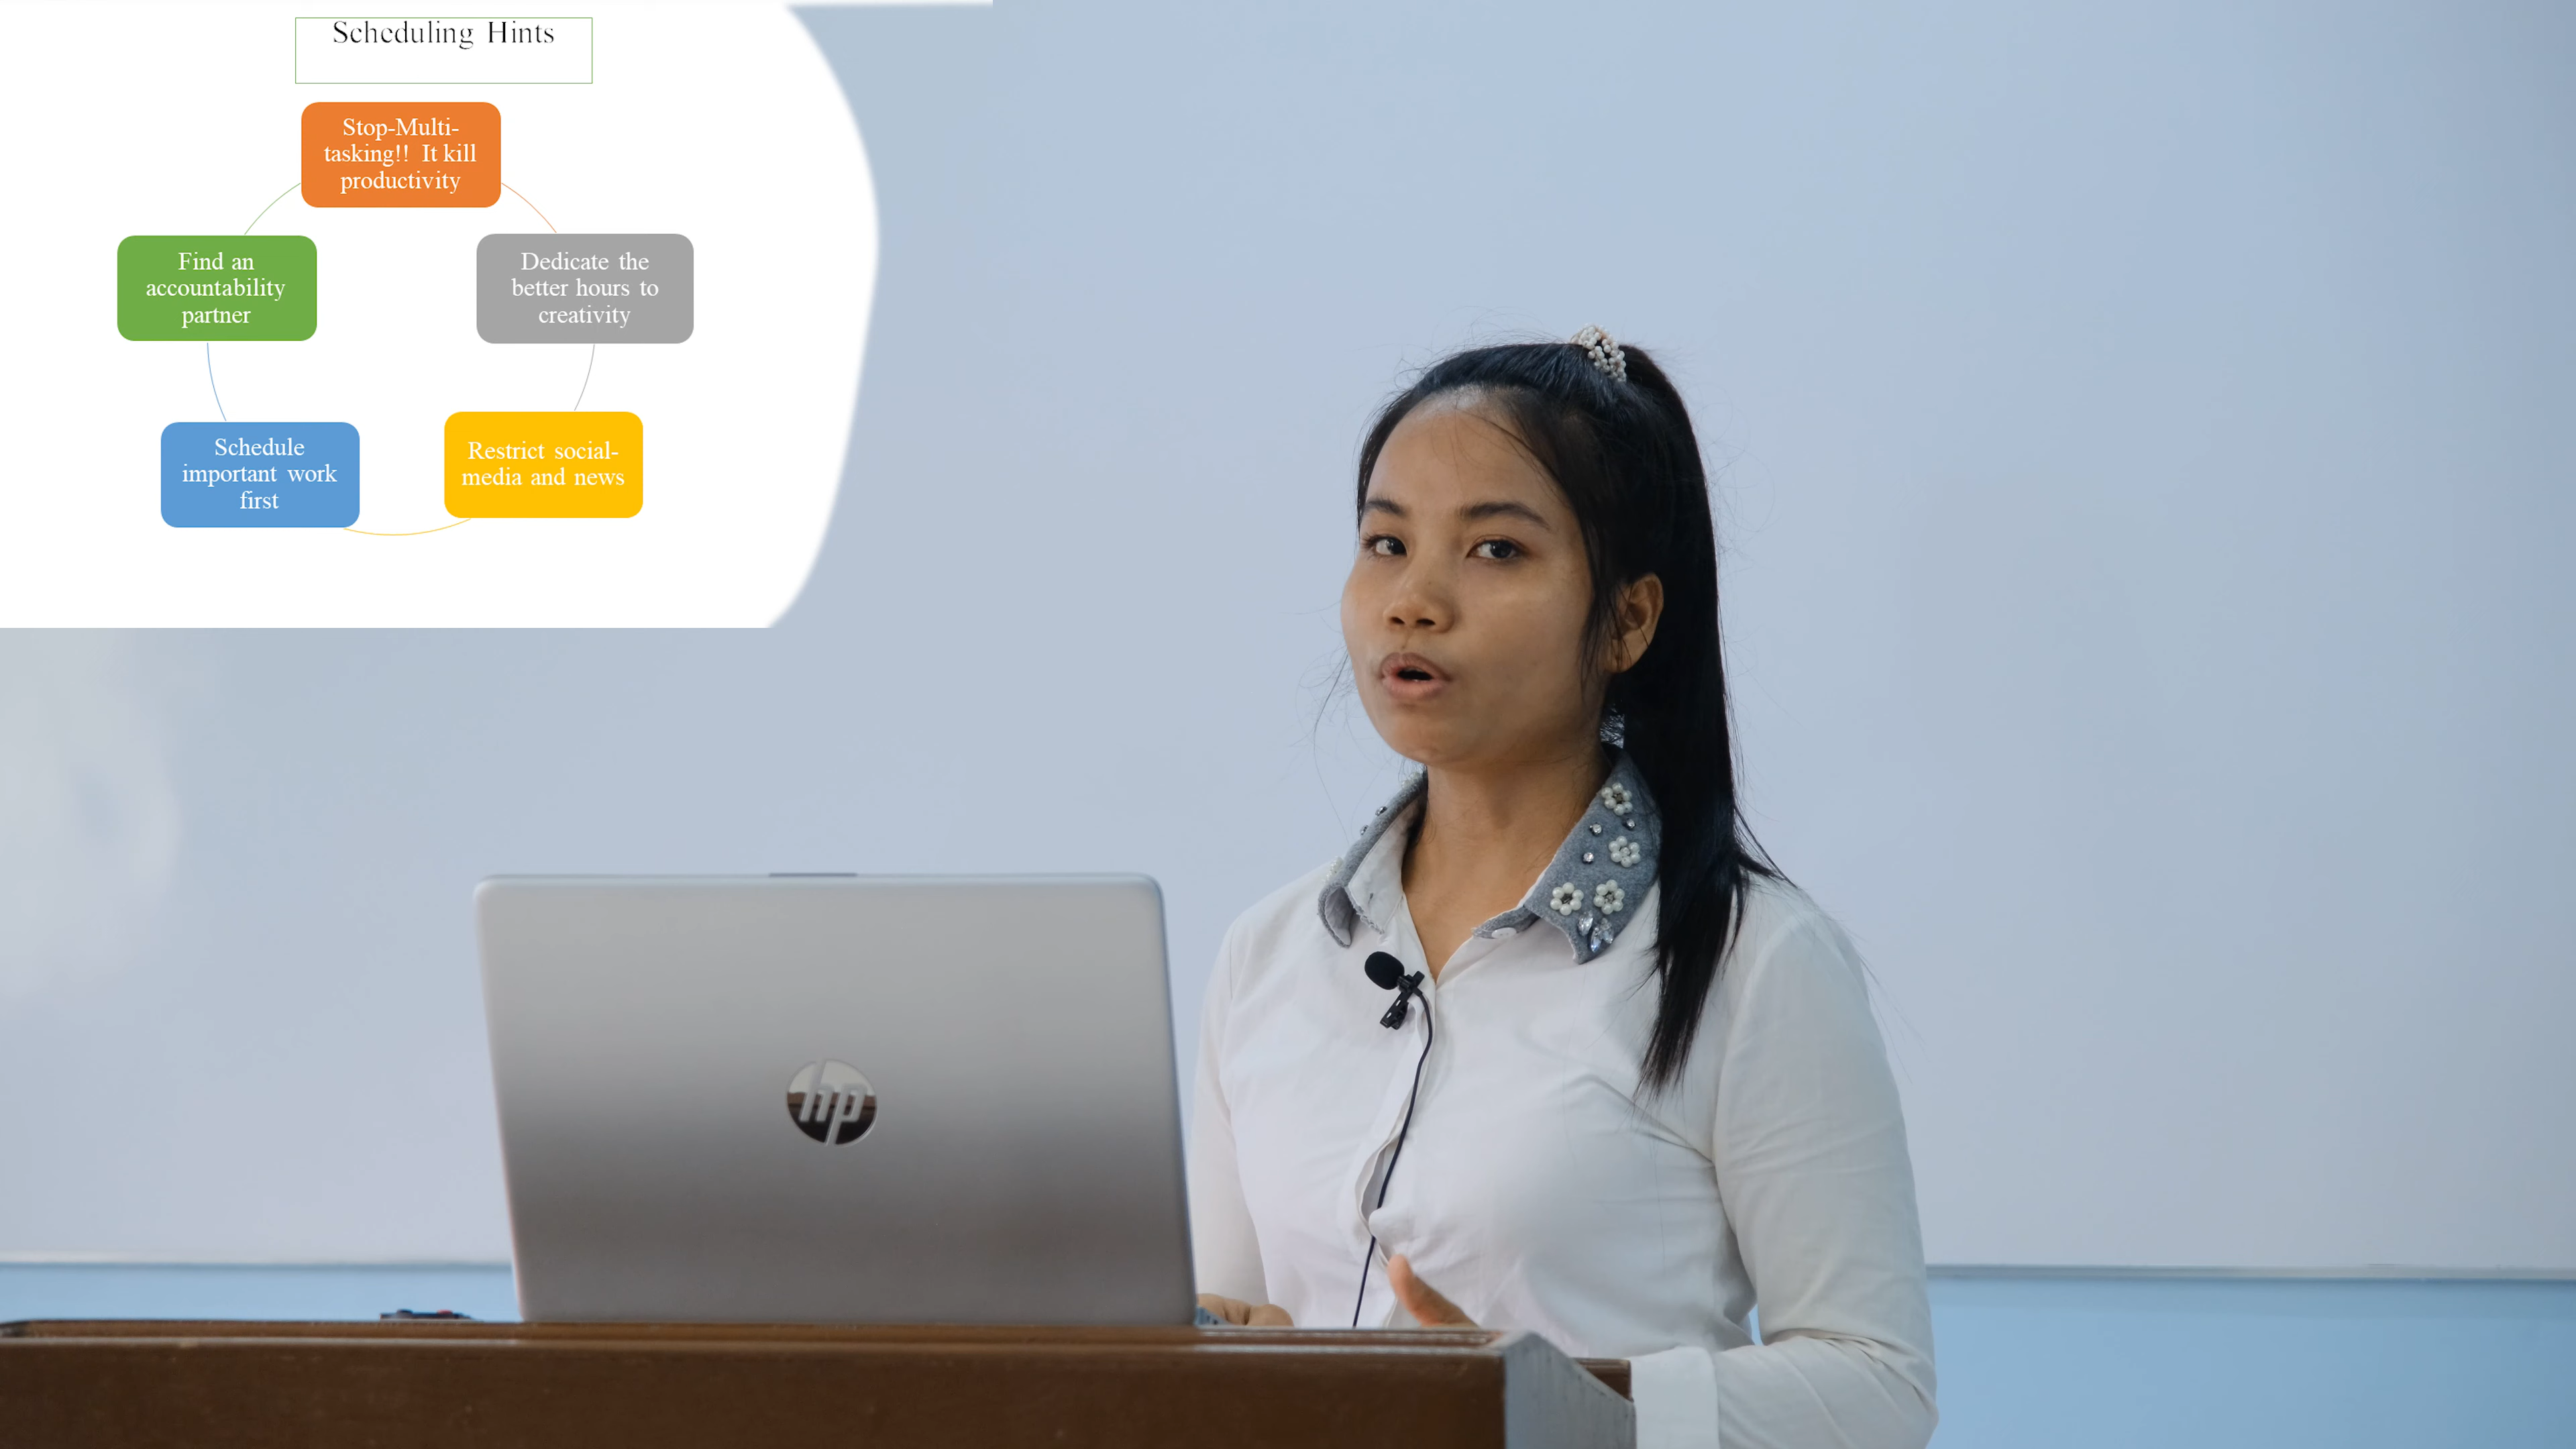 Scheduling Hints
Stop-Multi-
tasking!! It kill
productivity
Find an
accountability
partner
Dedicate the
better hours to
creativity
Schedule
important work
first
Restrict social-
media and news
hp